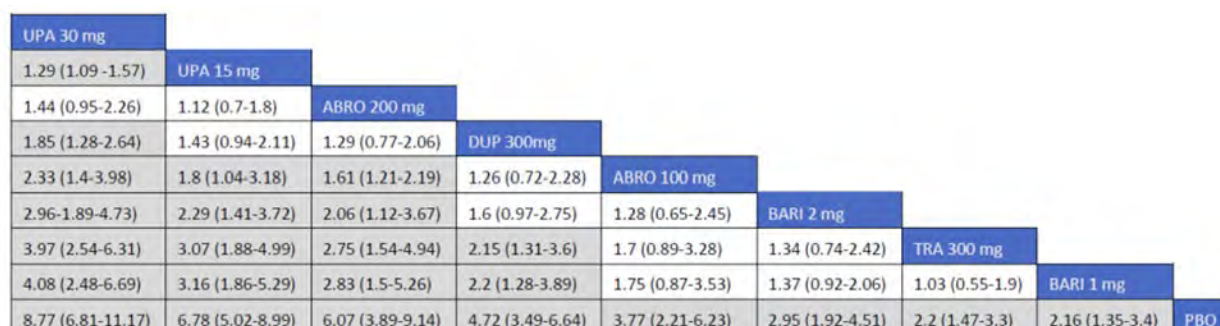 UPA 30 mg
1.29 (1.09 -1.57) UPA 15 mg
1.44 (0.95-2.26) 1.12 (0.7-1.8) ABRO 200 mg
1.85 (1.28-2.64) 1.43 (0.94-2.11) 1.29 (0.77-2.06) DUP 300mg
2.33 (1.4-3.98) 1.8 (1.04-3.18) 1.61 (1.21-2.19) 1.26 (0.72-2.28) ABRO 100 mg
2.96-1.89-4.73) 2.29 (1.41-3.72) 2.06 (1.12-3.67) 1.6 (0.97-2.75) 1.28 (0.65-2.45) BARI 2 mg
3.97 (2.54-6.31) 3.07 (1.88-4.99) 2.75 (1.54-4.94) 2.15 (1.31-3.6) 1.7 (0.89-3.28) 1.34 (0.74-2.42) TRA 300 mg
4.08 (2.48-6.69) 3.16 (1.86-5.29) 2.83 (1.5-5.26) 2.2 (1.28-3.89) 1.75 (0.87-3.53) 1.37 (0.92-2.06) 1.03 (0.55-1.9) BARI 1 mg
8.77 (6.81-11.17) 6.78 (5.02-8.99) 6.07 (3.89-9.14) 4.72 (3.49-6.64) 3.77 (2.21-6.23) 2.95 (1.92-4.51) 2.2 (1.47-3.3) 2.16 (1.35-3.4) PBO